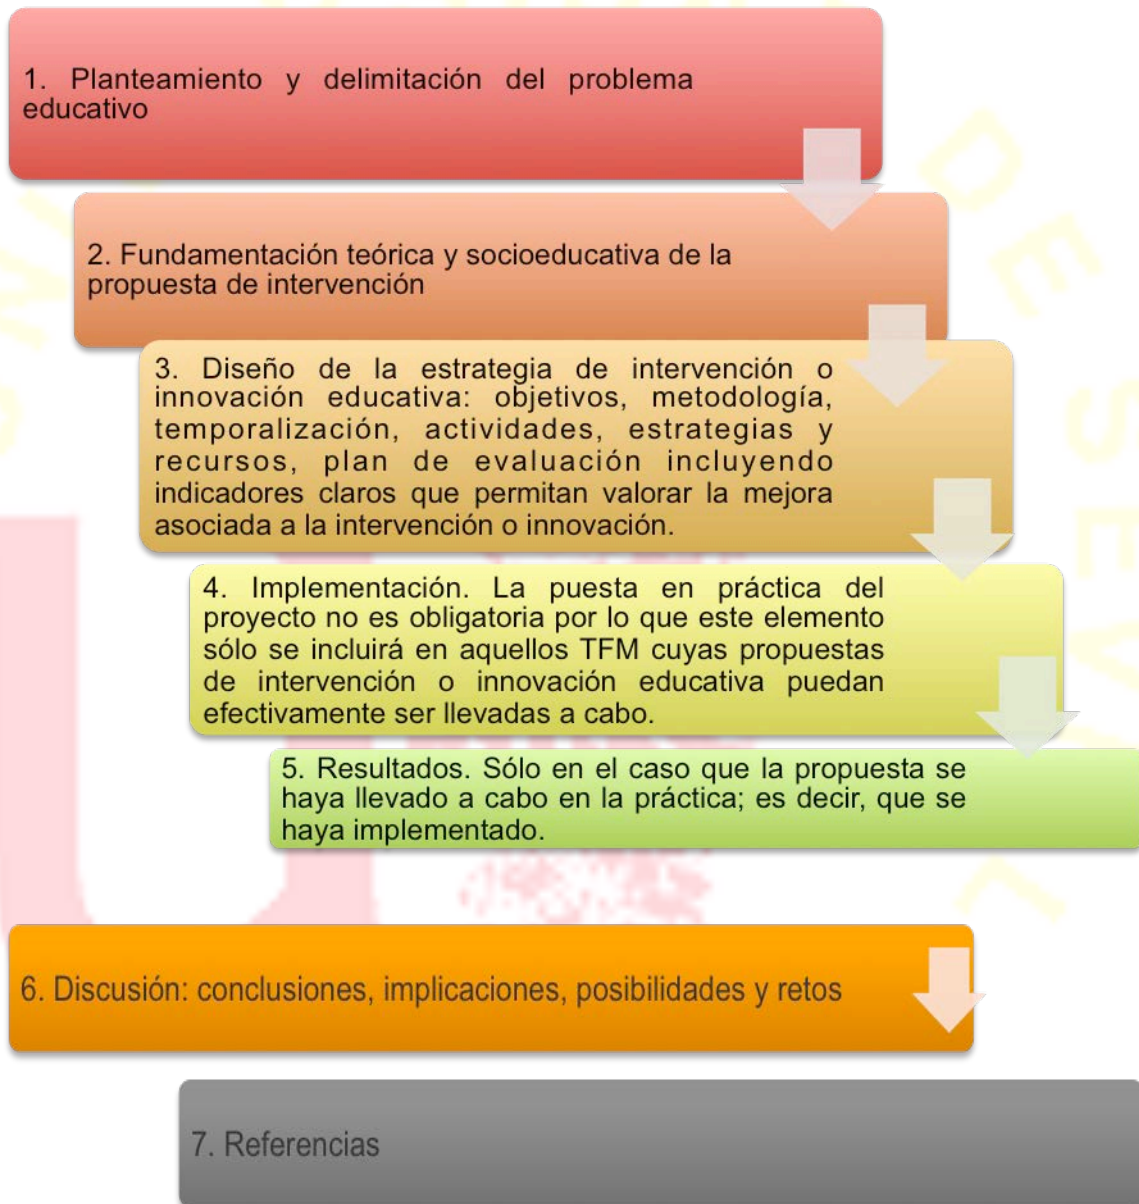 1. Planteamiento y delimitación del problema
educativo
2. Fundamentación teórica y socioeducativa de la
propuesta de intervención
3. Diseño de la estrategia de intervención o
innovación educativa: objetivos, metodología,
temporalización, actividades, estrategias y
recursos, plan de evaluación incluyendo
indicadores claros que permitan valorar la mejora
asociada a la intervención o innovación.
4. Implementación. La puesta en práctica del
proyecto no es obligatoria por lo que este elemento
sólo se incluirá en aquellos TFM cuyas propuestas
de intervención o innovación educativa puedan
efectivamente ser llevadas a cabo.
5. Resultados. Sólo en el caso que la propuesta se
haya llevado a cabo en la práctica; es decir, que se
haya implementado.
6. Discusión: conclusiones, implicaciones, posibilidades y retos
7. Referencias